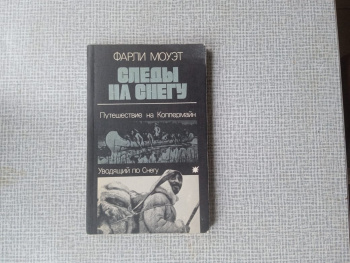 ФАРЛИ МОУЭТ
СЛЕДЫ
НА СНЕГУ
Путешествие на Коппермайн
Уводящий по Снегу